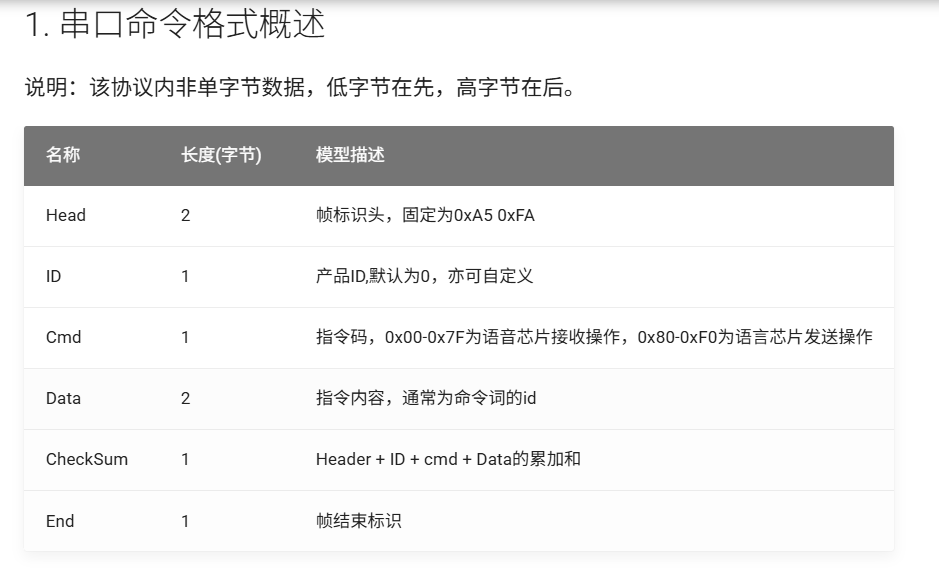 1. 串口命令格式概述
说明：该协议内非单字节数据，低字节在先，高字节在后。
名称 长度(字节) 模型描述
Head 2 帧标识头，固定为0xA5 0xFA
ID 1 产品ID,默认为0，亦可自定义
Cmd 1 指令码，0x00-0x7F为语音芯片接收操作，0x80-0xF0为语言芯片发送操作
Data 2 指令内容，通常为命令词的id
CheckSum 1 Header + ID + cmd + Data的累加和
End 1 帧结束标识